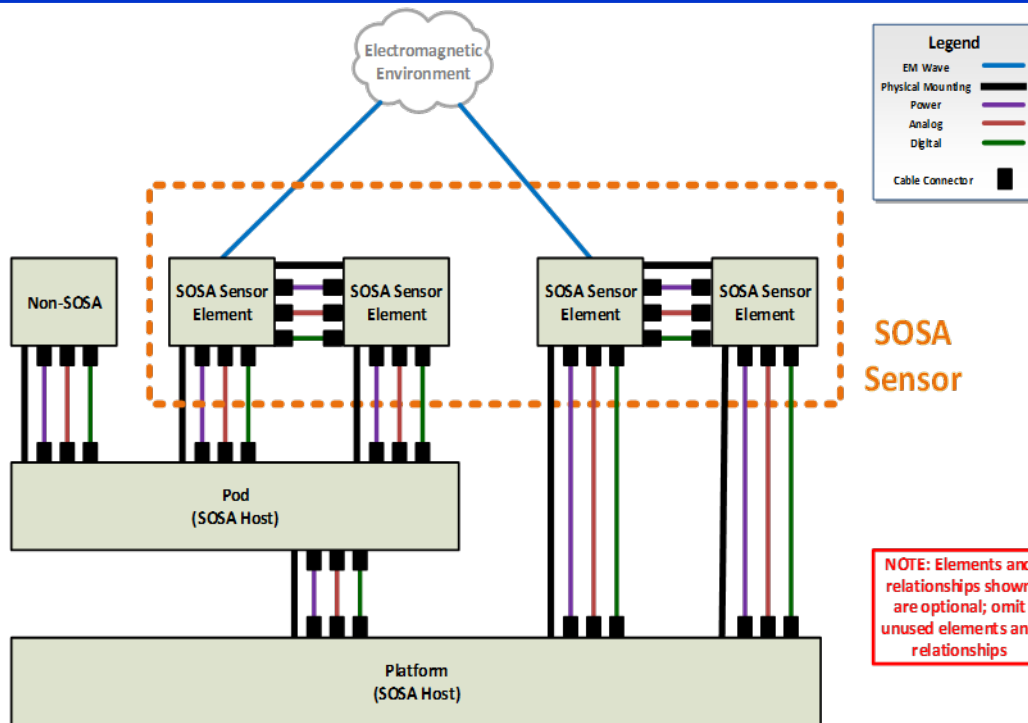 Electromagnetic
Environment
Legend
EM Wave
Physical Mounting
Power
Analog
Digital
Cable Connector
Non-SOSA
SOSA Sensor
Element
SOSA Sensor
Element
SOSA Sensor
Element
SOSA Sensor
Element
SOSA
Sensor
Pod
(SOSA Host)
NOTE: Elements and
relationships shown
are optional; omit
unused elements an
relationships
Platform
(SOSA Host)